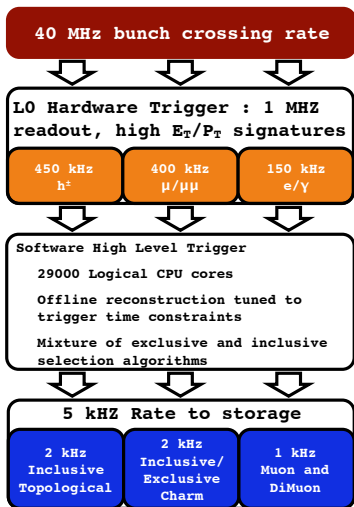 40 MHz bunch crossing rate
L0 Hardware Trigger : 1 MHZ
readout, high E_T/P_T signatures
450 kHz
h±
400 kHz
μ/μμ
150 kHz
e/γ
Software High Level Trigger
29000 Logical CPU cores
Offline reconstruction tuned to
trigger time constraints
Mixture of exclusive and inclusive
selection algorithms
5 kHZ Rate to storage
2 kHz
Inclusive
Topological
2 kHz
Inclusive/
Exclusive
Charm
1 kHz
Muon and
DiMuon